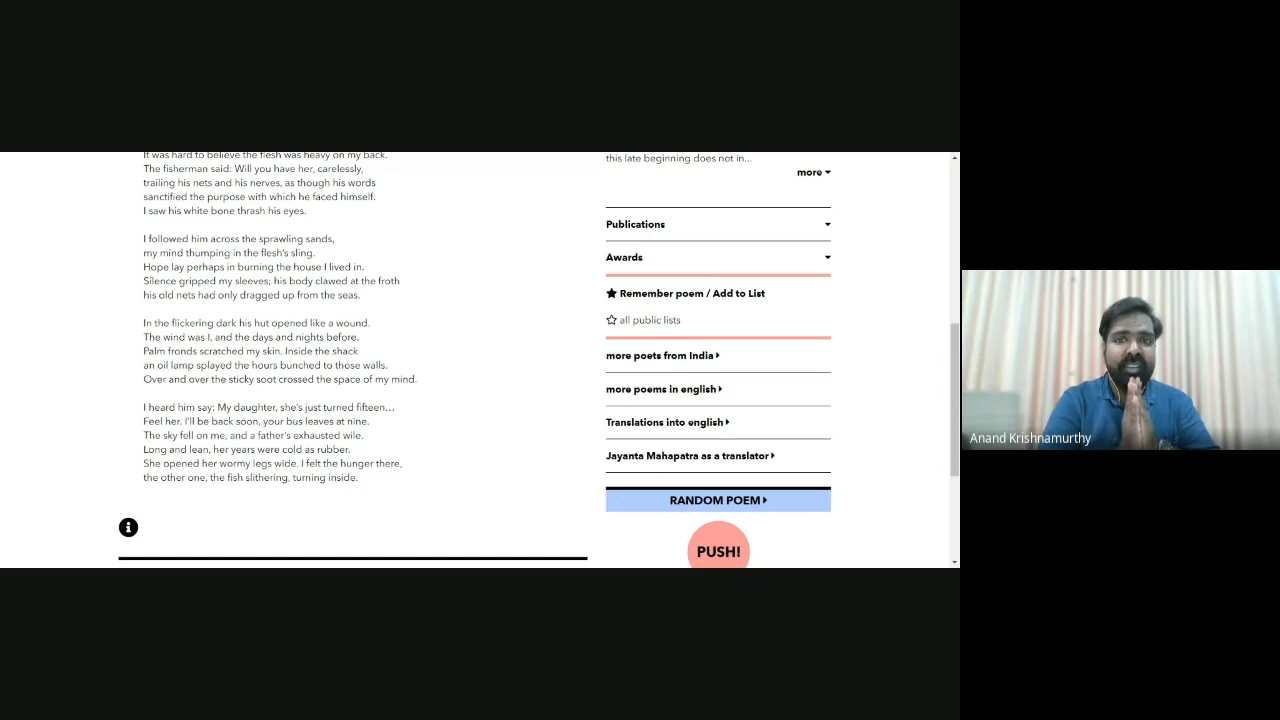 It was hard to believe the flesh was heavy on my back.
The fisherman said: Will you have her, carelessly,
trailing his nets and his nerves, as though his words
sanctified the purpose with which he faced himself.
I saw his white bone thrash his eyes.
I followed him across the sprawling sands,
my mind thumping in the flesh's sling.
Hope lay perhaps in burning the house I lived in.
Silence gripped my sleeves; his body clawed at the froth
his old nets had only dragged up from the seas.
In the flickering dark his hut opened like a wound.
The wind was I, and the days and nights before.
Palm fronds scratched my skin. Inside the shack
an oil lamp splayed the hours bunched to those walls.
Over and over the sticky soot crossed the space of my mind.
I heard him say: My daughter, she's just turned fifteen…
Feel her. I'll be back soon, your bus leaves at nine.
The sky fell on me, and a father's exhausted wile.
Long and lean, her years were cold as rubber.
She opened her wormy legs wide. I felt the hunger there,
the other one, the fish slithering, turning inside.
this late beginning does not in...
more
Publications
Awards
Remember poem / Add to List
all public lists
more poets from India
more poems in english
Translations into english
Jayanta Mahapatra as a translator
RANDOM POEM
PUSH!
Anand Krishnamurthy